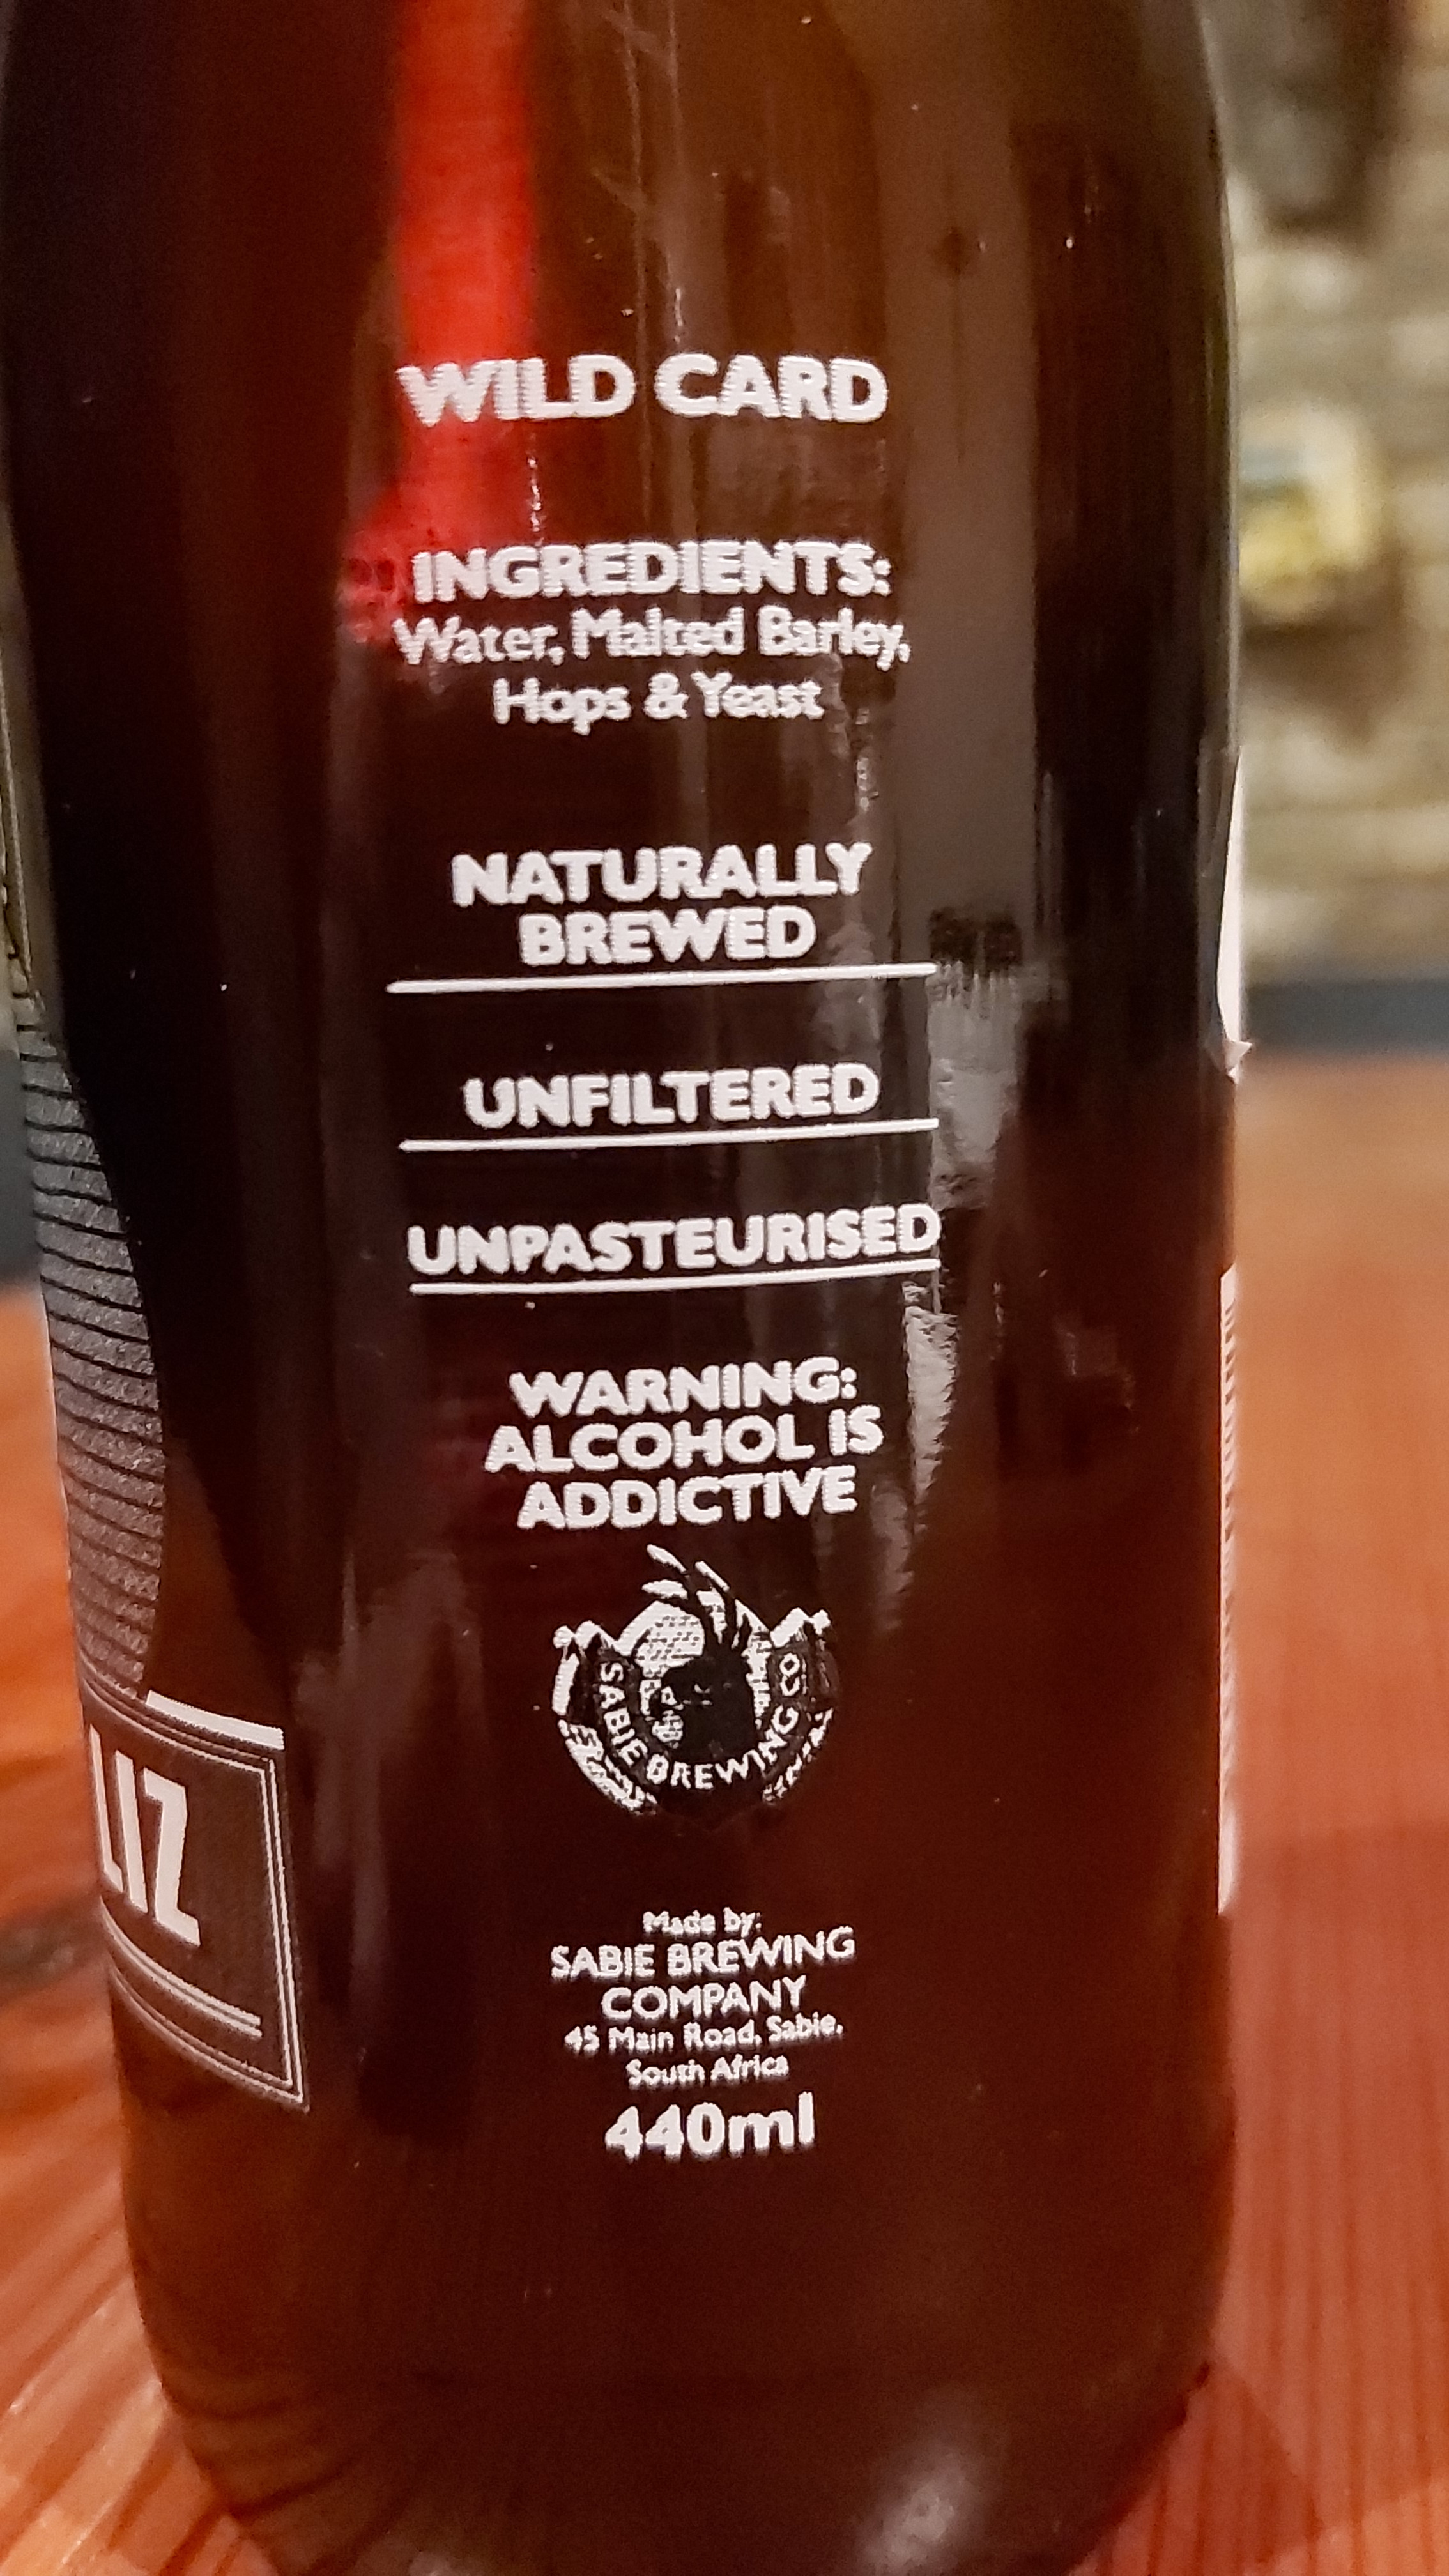 WILD CARD
INGREDIENTS:
Water, Malted Barley,
Hops & Yeast
NATURALLY
BREWED
UNFILTERED
UNPASTEURISED
WARNING:
ALCOHOL IS
ADDICTIVE
SABIE BREWING CO
LIZ
Made by:
SABIE BREWING
COMPANY
45 Main Road, Sabie,
South Africa
440ml